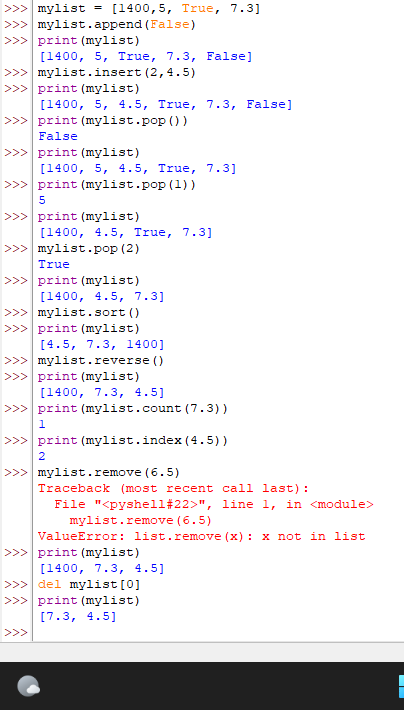 >>> mylist = [1400,5, True, 7.3]
>>> mylist.append(False)
>>> print(mylist)
[1400, 5, True, 7.3, False]
>>> mylist.insert(2,4.5)
>>> print(mylist)
[1400, 5, 4.5, True, 7.3, False]
>>> print(mylist.pop())
False
>>> print(mylist)
[1400, 5, 4.5, True, 7.3]
>>> print(mylist.pop(1))
5
>>> print(mylist)
[1400, 4.5, True, 7.3]
>>> mylist.pop(2)
True
>>> print(mylist)
[1400, 4.5, 7.3]
>>> mylist.sort()
>>> print(mylist)
[4.5, 7.3, 1400]
>>> mylist.reverse()
>>> print(mylist)
[1400, 7.3, 4.5]
>>> print(mylist.count(7.3))
1
>>> print(mylist.index(4.5))
2
>>> mylist.remove(6.5)
Traceback (most recent call last):
  File "<pyshell#22>", line 1, in <module>
    mylist.remove(6.5)
ValueError: list.remove(x): x not in list
>>> print(mylist)
[1400, 7.3, 4.5]
>>> del mylist[0]
>>> print(mylist)
[7.3, 4.5]
>>>